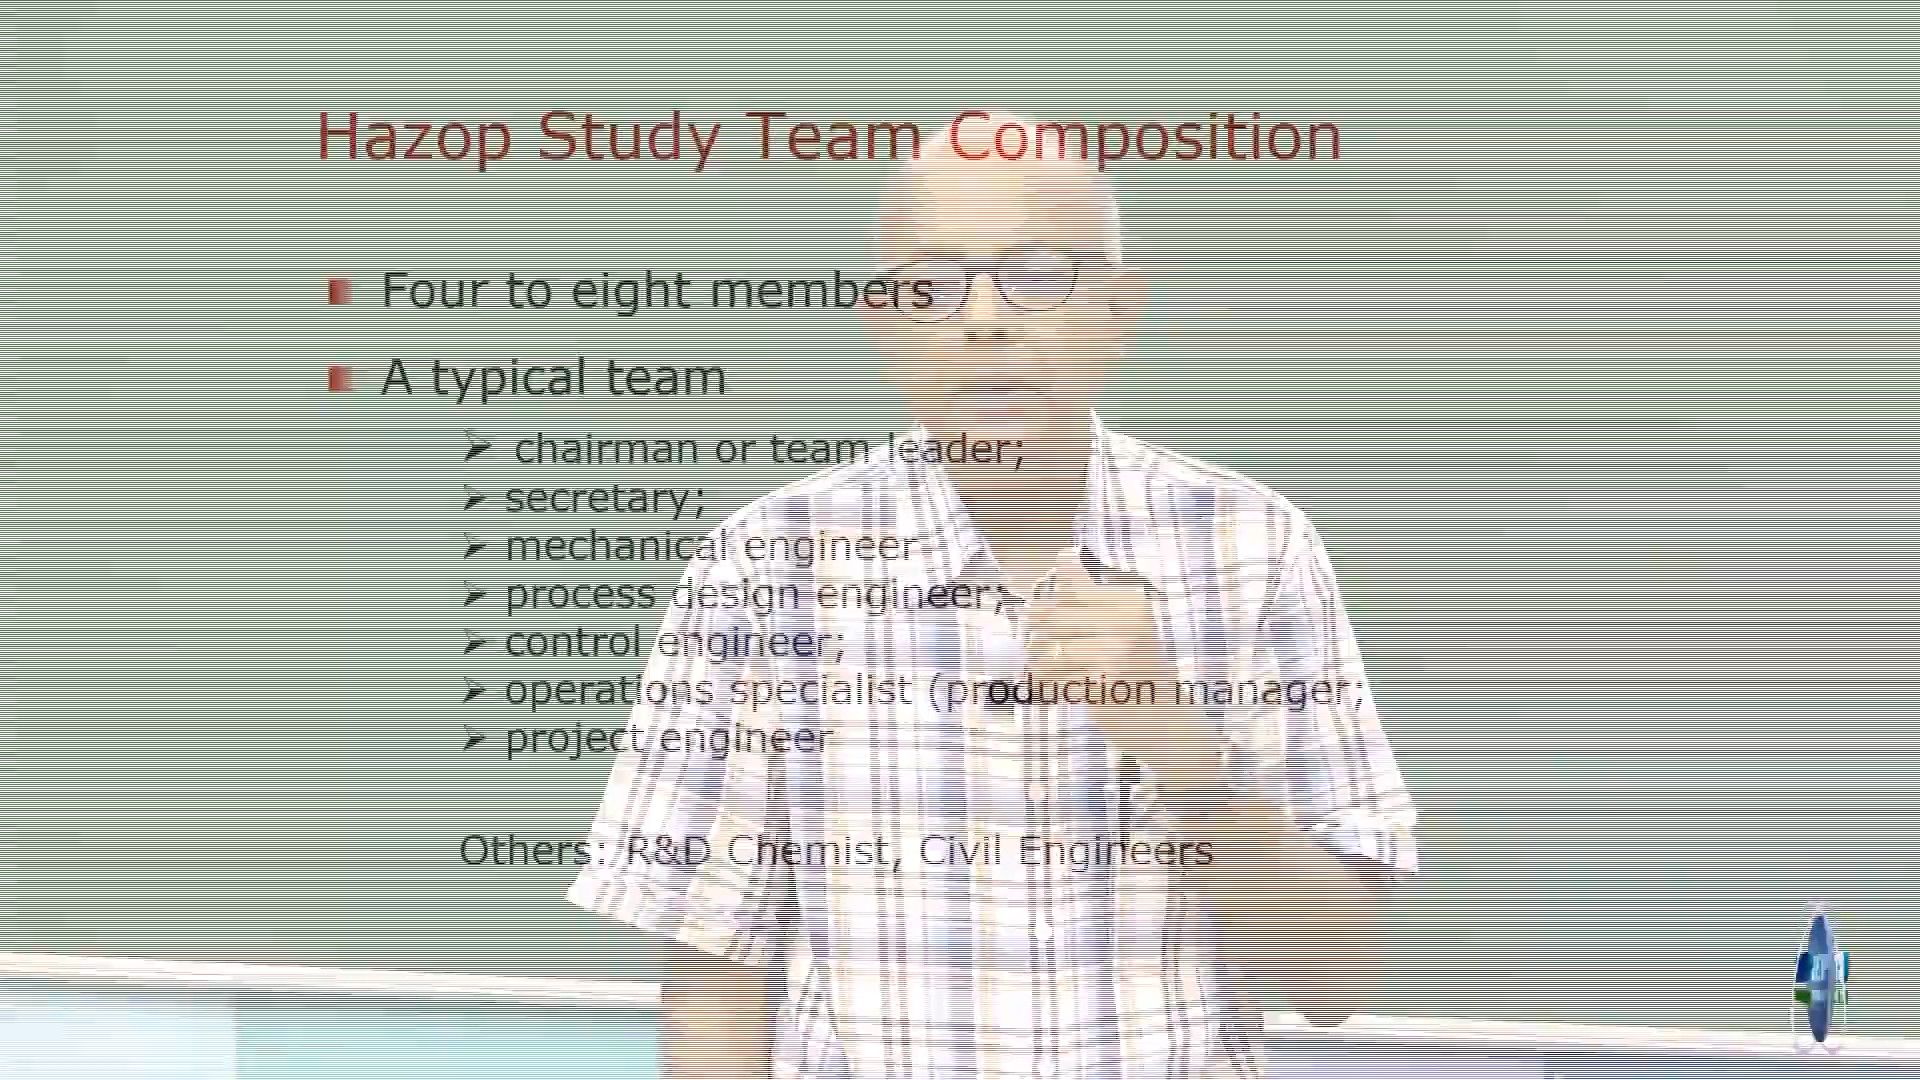 Hazop Study Team Composition
Four to eight members
A typical team
chairman or team leader;
secretary;
mechanical engineer
process design engineer;
control engineer;
operations specialist (production manager;
project engineer
Others: R&D Chemist, Civil Engineers